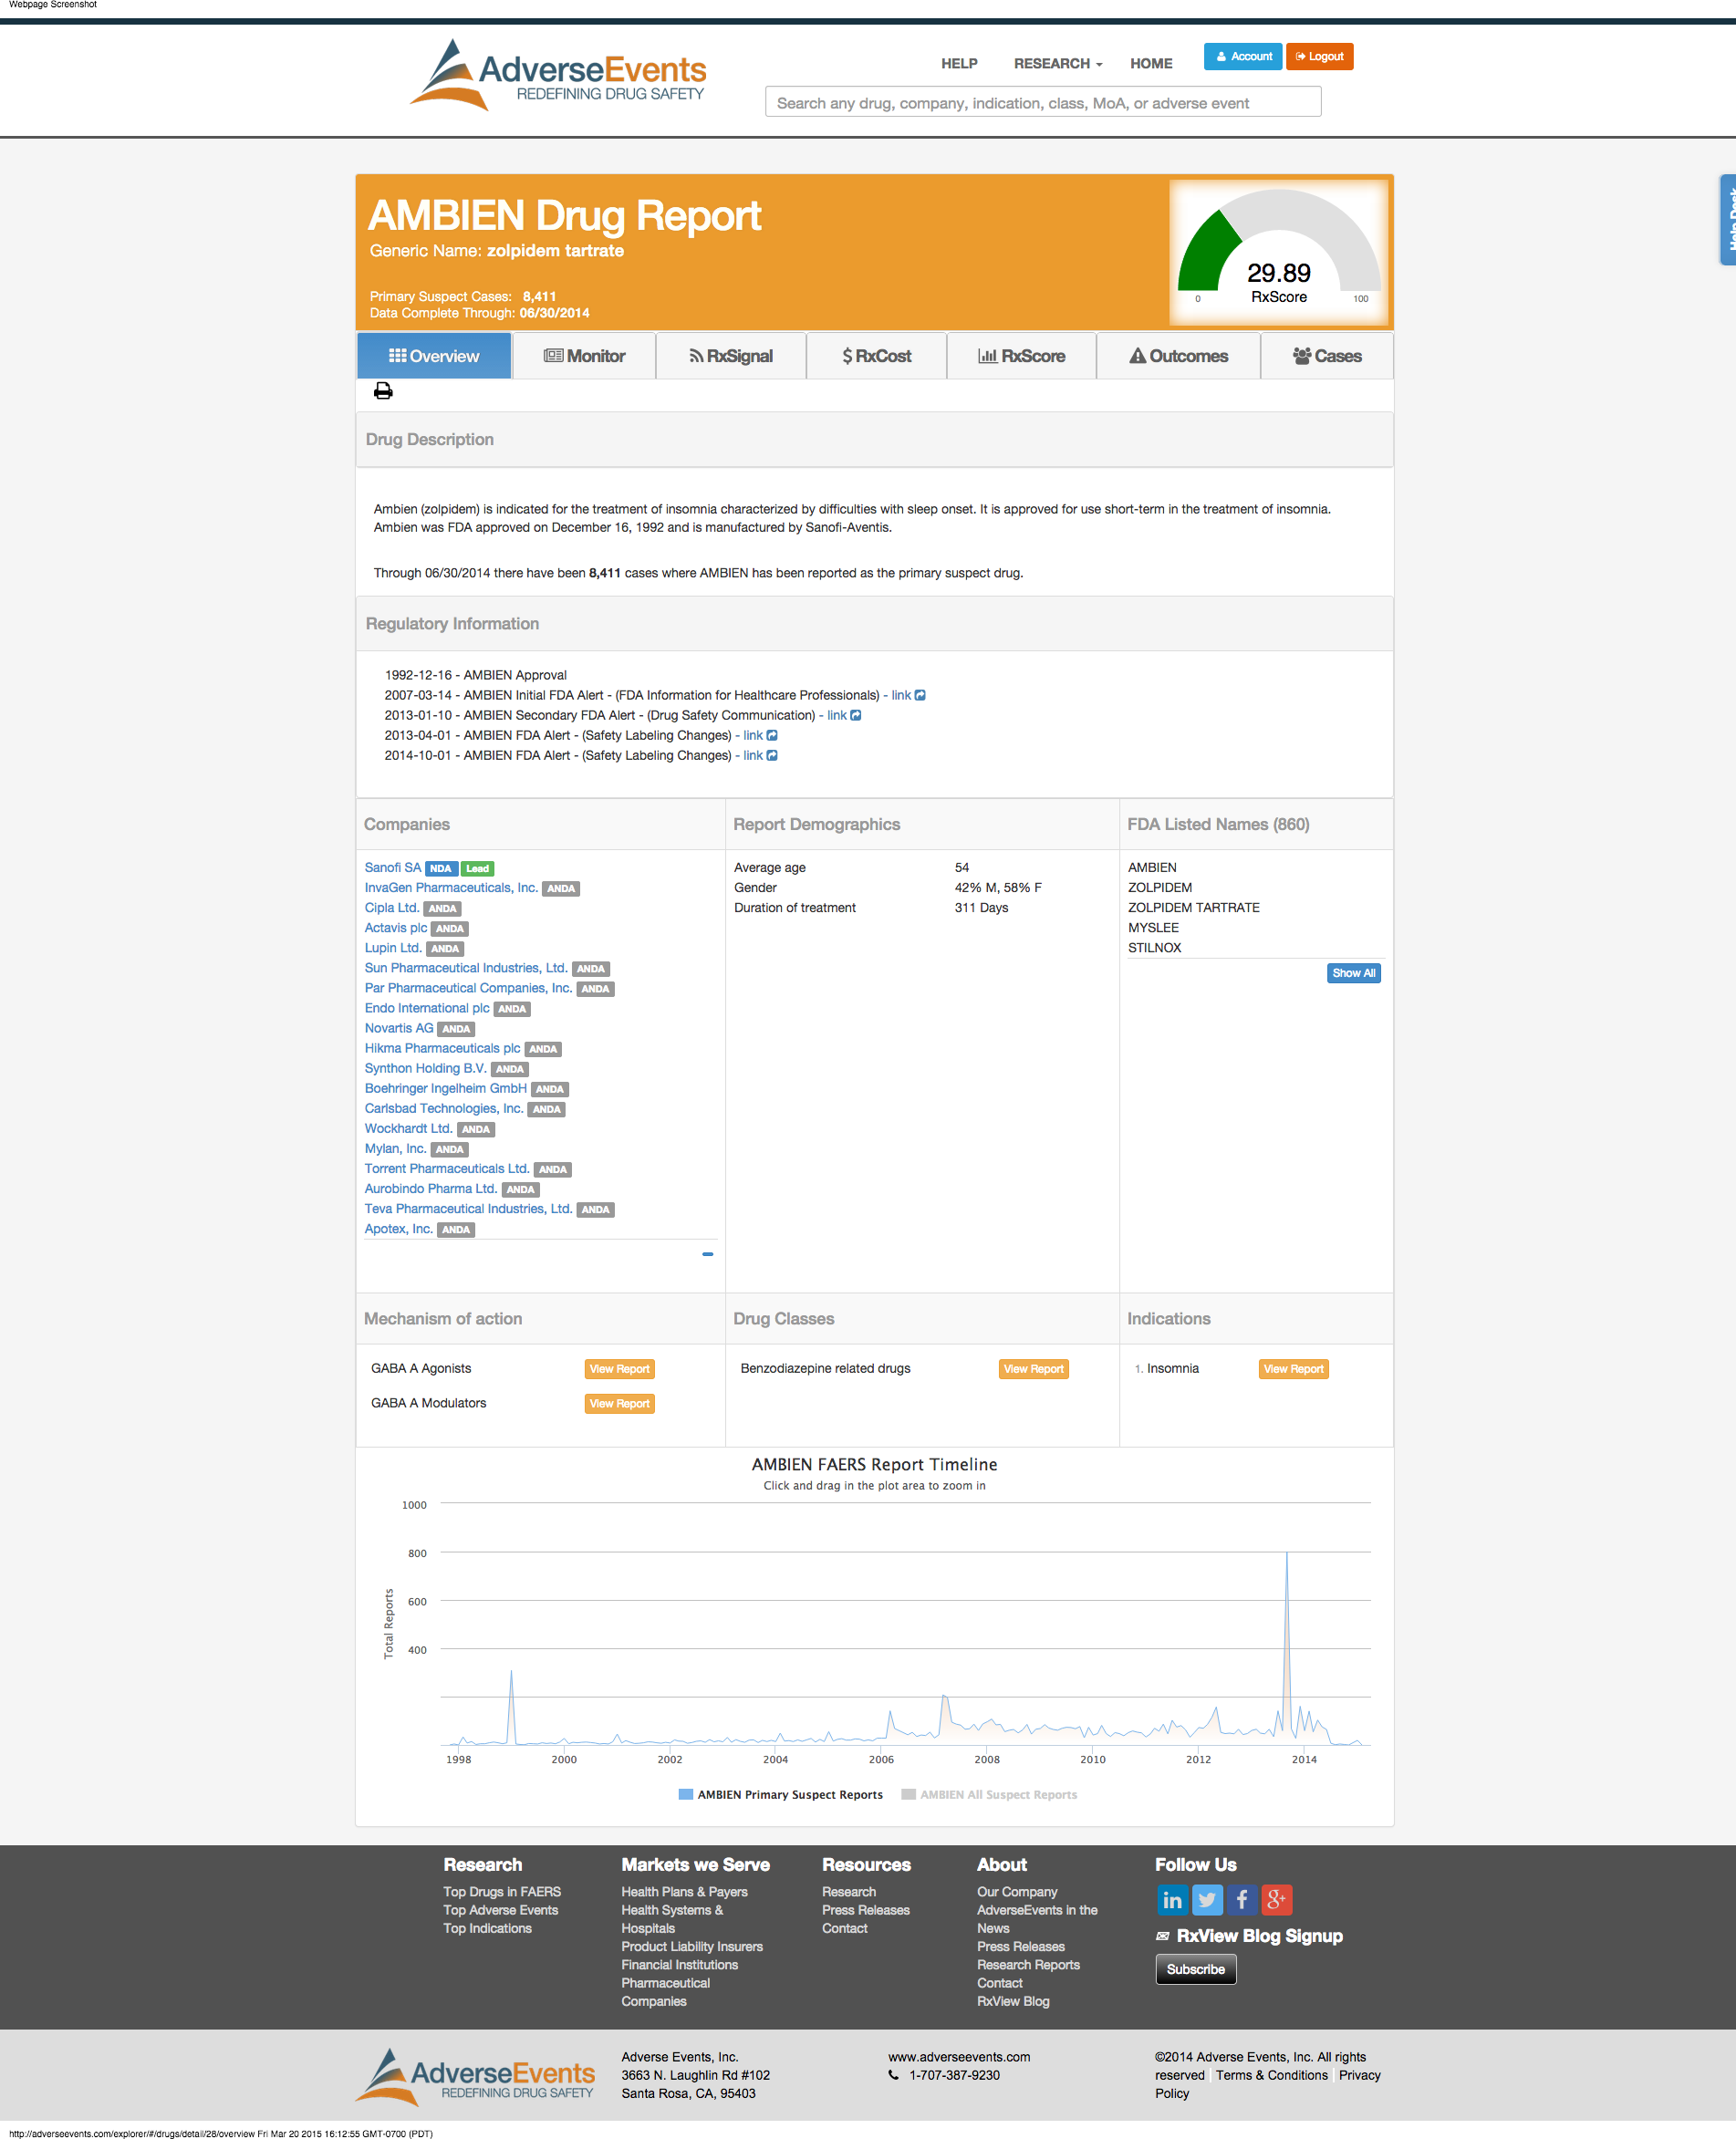 Webpage Screenshot
AdverseEvents
REDEFINING DRUG SAFETY
HELP RESEARCH HOME Account Logout
Search any drug, company, indication, class, MoA, or adverse event
Help Desk
AMBIEN Drug Report
Generic Name: zolpidem tartrate
Primary Suspect Cases: 8,411
Data Complete Through: 06/30/2014
29.89
RxScore
0 100
Overview Monitor RxSignal $ RxCost RxScore Outcomes Cases
Drug Description
Ambien (zolpidem) is indicated for the treatment of insomnia characterized by difficulties with sleep onset. It is approved for use short-term in the treatment of insomnia.
Ambien was FDA approved on December 16, 1992 and is manufactured by Sanofi-Aventis.
Through 06/30/2014 there have been 8,411 cases where AMBIEN has been reported as the primary suspect drug.
Regulatory Information
1992-12-16 - AMBIEN Approval
2007-03-14 - AMBIEN Initial FDA Alert - (FDA Information for Healthcare Professionals) - link
2013-01-10 - AMBIEN Secondary FDA Alert - (Drug Safety Communication) - link
2013-04-01 - AMBIEN FDA Alert - (Safety Labeling Changes) - link
2014-10-01 - AMBIEN FDA Alert - (Safety Labeling Changes) - link
Companies
Sanofi SA NDA Lead
InvaGen Pharmaceuticals, Inc. ANDA
Cipla Ltd. ANDA
Actavis plc ANDA
Lupin Ltd. ANDA
Sun Pharmaceutical Industries, Ltd. ANDA
Par Pharmaceutical Companies, Inc. ANDA
Endo International plc ANDA
Novartis AG ANDA
Hikma Pharmaceuticals plc ANDA
Synthon Holding B.V. ANDA
Boehringer Ingelheim GmbH ANDA
Carlsbad Technologies, Inc. ANDA
Wockhardt Ltd. ANDA
Mylan, Inc. ANDA
Torrent Pharmaceuticals Ltd. ANDA
Aurobindo Pharma Ltd. ANDA
Teva Pharmaceutical Industries, Ltd. ANDA
Apotex, Inc. ANDA
Report Demographics
Average age 54
Gender 42% M, 58% F
Duration of treatment 311 Days
FDA Listed Names (860)
AMBIEN
ZOLPIDEM
ZOLPIDEM TARTRATE
MYSLEE
STILNOX
Show All
Mechanism of action
GABA A Agonists View Report
GABA A Modulators View Report
Drug Classes
Benzodiazepine related drugs View Report
Indications
1. Insomnia View Report
AMBIEN FAERS Report Timeline
Click and drag in the plot area to zoom in
Total Reports
1000
800
600
400
1998 2000 2002 2004 2006 2008 2010 2012 2014
AMBIEN Primary Suspect Reports AMBIEN All Suspect Reports
Research
Top Drugs in FAERS
Top Adverse Events
Top Indications
Markets we Serve
Health Plans & Payers
Health Systems &
Hospitals
Product Liability Insurers
Financial Institutions
Pharmaceutical
Companies
Resources
Research
Press Releases
Contact
About
Our Company
AdverseEvents in the
News
Press Releases
Research Reports
Contact
RxView Blog
Follow Us
in f g+
RxView Blog Signup
Subscribe
AdverseEvents
REDEFINING DRUG SAFETY
Adverse Events, Inc.
3663 N. Laughlin Rd #102
Santa Rosa, CA, 95403
www.adverseevents.com
1-707-387-9230
©2014 Adverse Events, Inc. All rights
reserved | Terms & Conditions | Privacy
Policy
http://adverseevents.com/explorer/#/drugs/detail/28/overview Fri Mar 20 2015 16:12:55 GMT-0700 (PDT)